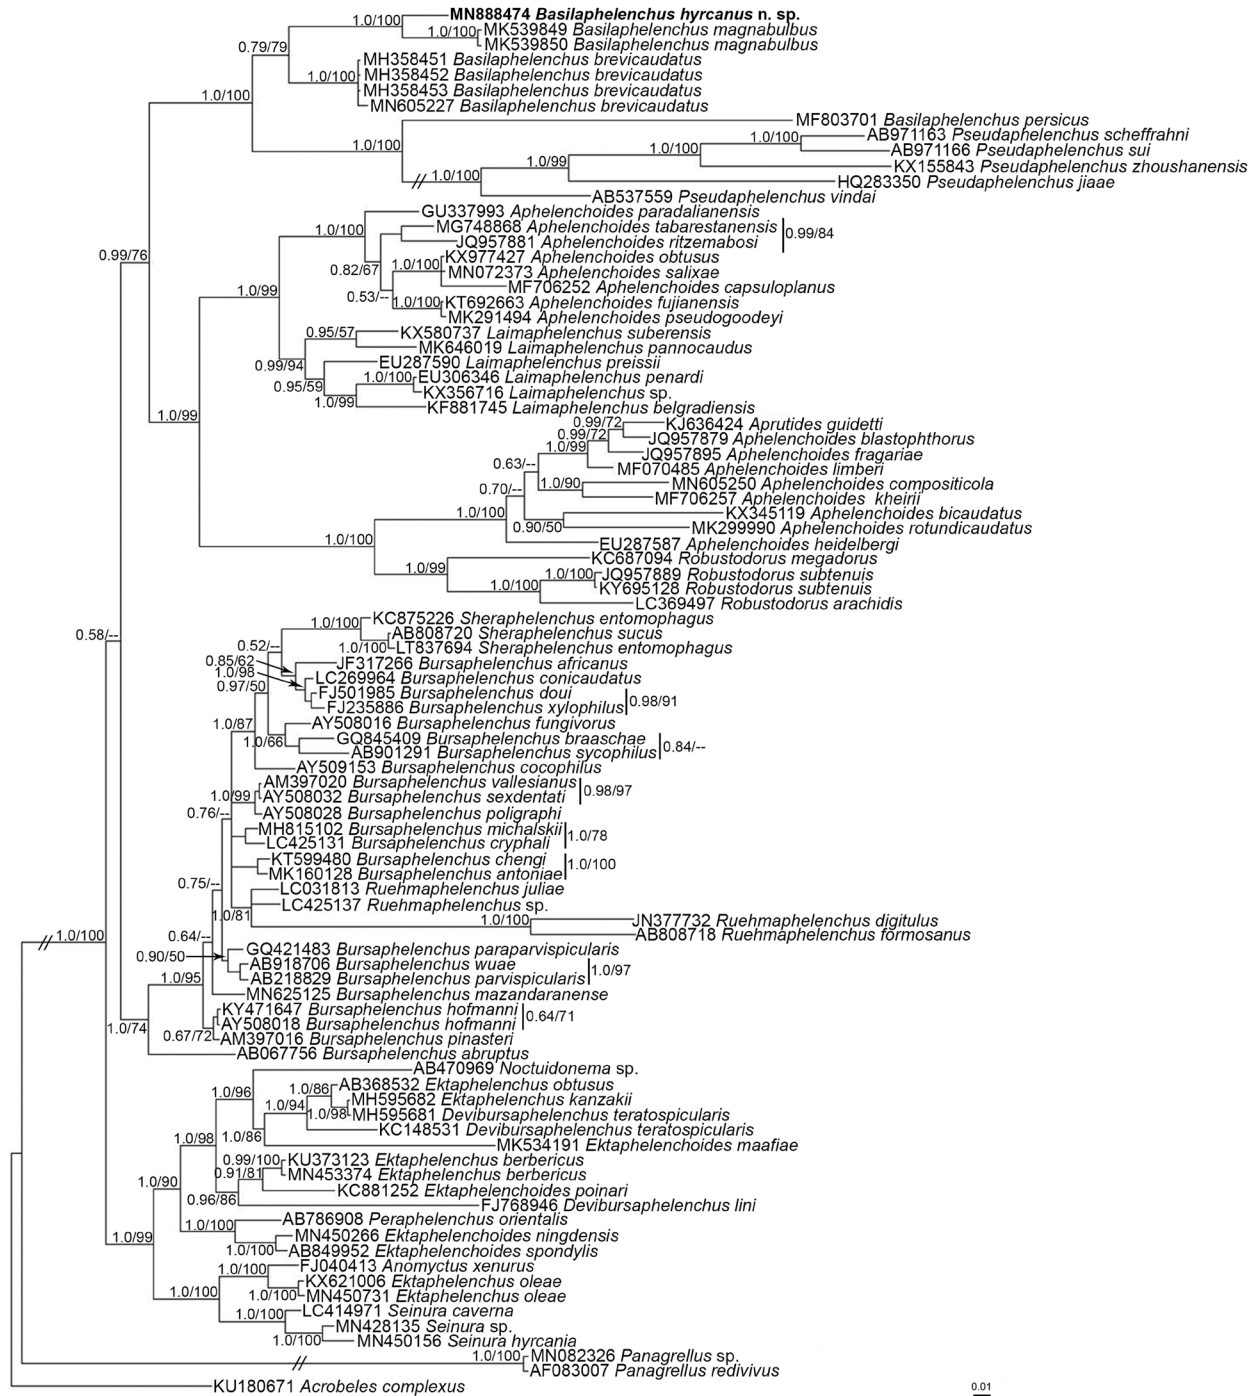 1.0/100 MN888474 Basilaphelenchus hyrcanus n. sp.
1.0/100 MK539849 Basilaphelenchus magnabulbus
MK539850 Basilaphelenchus magnabulbus
0.79/79
MH358451 Basilaphelenchus brevicaudatus
1.0/100 MH358452 Basilaphelenchus brevicaudatus
MH358453 Basilaphelenchus brevicaudatus
1.0/100
MN605227 Basilaphelenchus brevicaudatus
MF803701 Basilaphelenchus persicus
1.0/100 AB971163 Pseudaphelenchus scheffrahni
1.0/100
1.0/100 AB971166 Pseudaphelenchus sui
1.0/99 KX155843 Pseudaphelenchus zhoushanensis
1.0/100 HQ283350 Pseudaphelenchus jiaae
AB537559 Pseudaphelenchus vindai
GU337993 Aphelenchoides paradalianensis
1.0/100 MG748868 Aphelenchoides tabarestanensis 0.99/84
JQ957881 Aphelenchoides ritzemabosi
0.99/76
KX977427 Aphelenchoides obtusus
0.82/67 1.0/100 MN072373 Aphelenchoides salixae
MF706252 Aphelenchoides capsuloplanus
1.0/99 0.53/-- 1.0/100 KT692663 Aphelenchoides fujianensis
MK291494 Aphelenchoides pseudogoodeyi
0.95/57 KX580737 Laimaphelenchus suberensis
MK646019 Laimaphelenchus pannocaudus
0.99/94 EU287590 Laimaphelenchus preissii
0.95/59 1.0/100 EU306346 Laimaphelenchus penardi
KX356716 Laimaphelenchus sp.
1.0/99 KF881745 Laimaphelenchus belgradiensis
1.0/99
0.99/72 KJ636424 Aprutides guidetti
0.99/72 JQ957879 Aphelenchoides blastophthorus
1.0/99 JQ957895 Aphelenchoides fragariae
0.63/-- MF070485 Aphelenchoides limberi
1.0/90 MN605250 Aphelenchoides compositicola
0.70/-- MF706257 Aphelenchoides kheirii
1.0/100 KX345119 Aphelenchoides bicaudatus
0.90/50 MK299990 Aphelenchoides rotundicaudatus
1.0/100 EU287587 Aphelenchoides heidelbergi
KC687094 Robustodorus megadorus
1.0/99 1.0/100 JQ957889 Robustodorus subtenuis
1.0/100 KY695128 Robustodorus subtenuis
LC369497 Robustodorus arachidis
1.0/100 KC875226 Sheraphelenchus entomophagus
0.58/-- AB808720 Sheraphelenchus sucus
0.52/-- 1.0/100 LT837694 Sheraphelenchus entomophagus
0.85/62 JF317266 Bursaphelenchus africanus
1.0/98 LC269964 Bursaphelenchus conicaudatus
0.97/50 FJ501985 Bursaphelenchus doui 0.98/91
FJ235886 Bursaphelenchus xylophilus
1.0/87 AY508016 Bursaphelenchus fungivorus
1.0/66 GQ845409 Bursaphelenchus braaschae 0.84/--
AB901291 Bursaphelenchus sycophilus
AY509153 Bursaphelenchus cocophilus
AM397020 Bursaphelenchus vallesianus 0.98/97
1.0/99 AY508032 Bursaphelenchus sexdentati
0.76/-- AY508028 Bursaphelenchus poligraphi
MH815102 Bursaphelenchus michalskii 1.0/78
LC425131 Bursaphelenchus cryphali
KT599480 Bursaphelenchus chengi 1.0/100
MK160128 Bursaphelenchus antoniae
0.75/-- LC031813 Ruehmaphelenchus juliae
LC425137 Ruehmaphelenchus sp.
1.0/81 1.0/100 JN377732 Ruehmaphelenchus digitulus
1.0/100 0.64/-- AB808718 Ruehmaphelenchus formosanus
0.90/50 GQ421483 Bursaphelenchus paraparvispicularis
AB918706 Bursaphelenchus wuae 1.0/97
1.0/95 AB218829 Bursaphelenchus parvispicularis
MN625125 Bursaphelenchus mazandaranense
KY471647 Bursaphelenchus hofmanni 0.64/71
1.0/74 AY508018 Bursaphelenchus hofmanni
0.67/72 AM397016 Bursaphelenchus pinasteri
AB067756 Bursaphelenchus abruptus
AB470969 Noctuidonema sp.
1.0/96 1.0/86 AB368532 Ektaphelenchus obtusus
1.0/94 MH595682 Ektaphelenchus kanzakii
1.0/98 MH595681 Devibursaphelenchus teratospicularis
1.0/98 1.0/86 KC148531 Devibursaphelenchus teratospicularis
MK534191 Ektaphelenchoides maafiae
0.99/100 KU373123 Ektaphelenchus berbericus
1.0/90 0.91/81 MN453374 Ektaphelenchus berbericus
KC881252 Ektaphelenchoides poinari
0.96/86 FJ768946 Devibursaphelenchus lini
1.0/100 AB786908 Peraphelenchus orientalis
1.0/99 MN450266 Ektaphelenchoides ningdensis
1.0/100 AB849952 Ektaphelenchoides spondylis
1.0/100 FJ040413 Anomyctus xenurus
KX621006 Ektaphelenchus oleae
1.0/100 1.0/100 MN450731 Ektaphelenchus oleae
1.0/100 LC414971 Seinura caverna
MN428135 Seinura sp.
1.0/100 MN450156 Seinura hyrcania
1.0/100 MN082326 Panagrellus sp.
AF083007 Panagrellus redivivus
KU180671 Acrobeles complexus
0.01